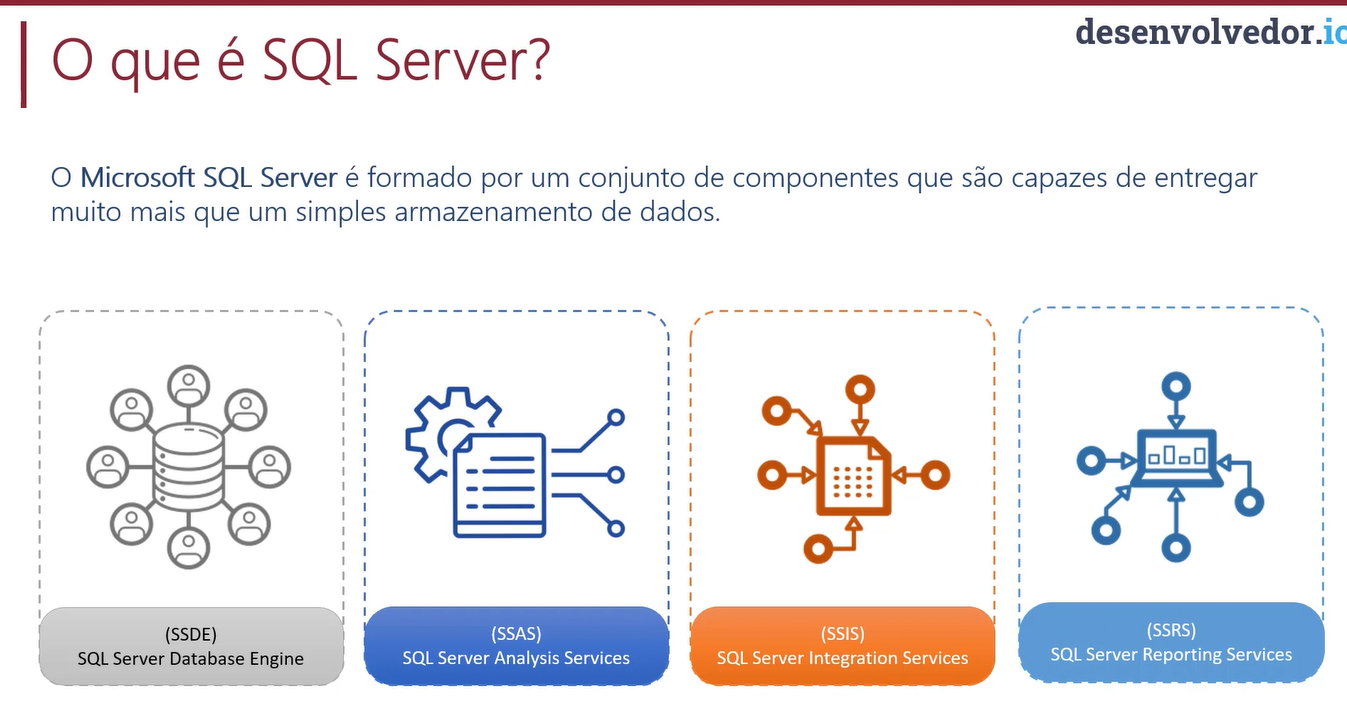 desenvolvedor.io
O que é SQL Server?
O Microsoft SQL Server é formado por um conjunto de componentes que são capazes de entregar
muito mais que um simples armazenamento de dados.
(SSDE)
SQL Server Database Engine
(SSAS)
SQL Server Analysis Services
(SSIS)
SQL Server Integration Services
(SSRS)
SQL Server Reporting Services